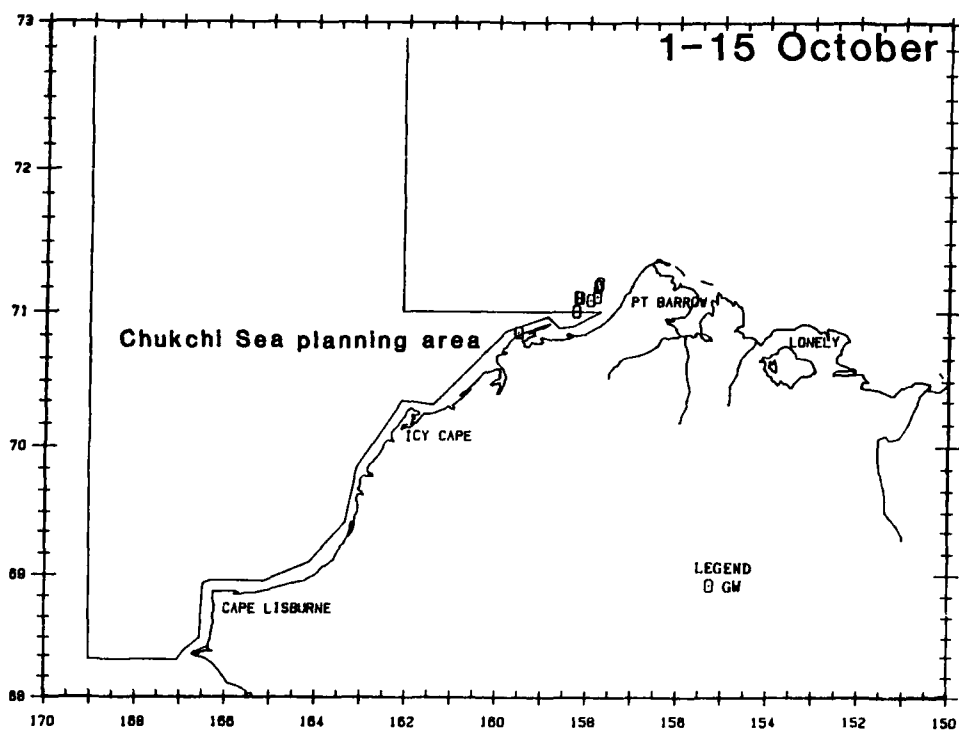 73
1-15 October
72
71
PT BARROW
Chukchi Sea planning area
LONELY
70
ICY CAPE
69
LEGEND
0 GW
CAPE LISBURNE
68
170 168 166 164 162 160 158 156 154 152 150